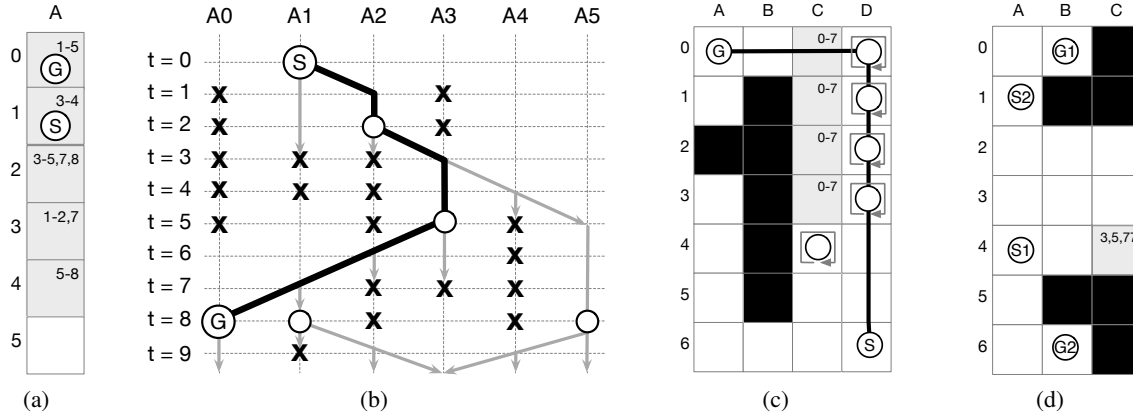 A
0 1-5
G
1 3-4
S
2 3-5,7,8
3 1-2,7
4 5-8
5
(a)
A0 A1 A2 A3 A4 A5
t = 0 S
t = 1 X X
t = 2 X X
t = 3 X X X
t = 4 X X
t = 5 X X X
t = 6 X
t = 7 X X X
t = 8 G X X
t = 9 X
(b)
A B C D
0 G 0-7
1 0-7
2 0-7
3 0-7
4
5
6 S
(c)
A B C
0 G1
1 S2
2
3
4 S1 3,5,77
5
6 G2
(d)